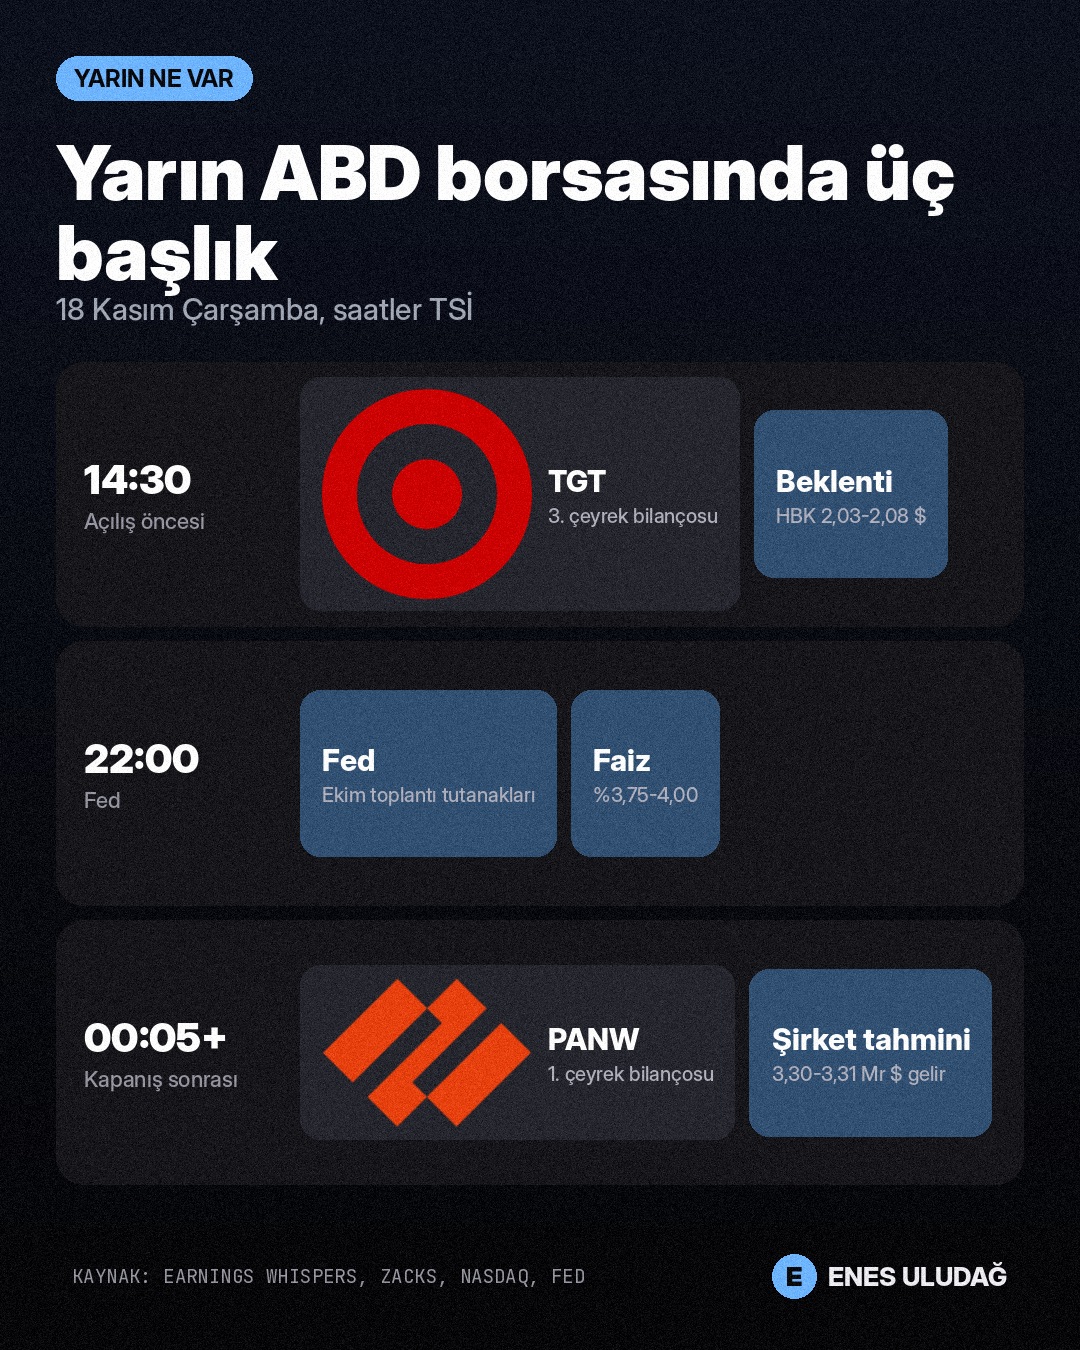 YARIN NE VAR
Yarın ABD borsasında üç
başlık
18 Kasım Çarşamba, saatler TSİ
14:30
Açılış öncesi
TGT
3. çeyrek bilançosu
Beklenti
HBK 2,03-2,08 $
22:00
Fed
Fed
Ekim toplantı tutanakları
Faiz
%3,75-4,00
00:05+
Kapanış sonrası
PANW
1. çeyrek bilançosu
Şirket tahmini
3,30-3,31 Mr $ gelir
KAYNAK: EARNINGS WHISPERS, ZACKS, NASDAQ, FED
E ENES ULUDAĞ